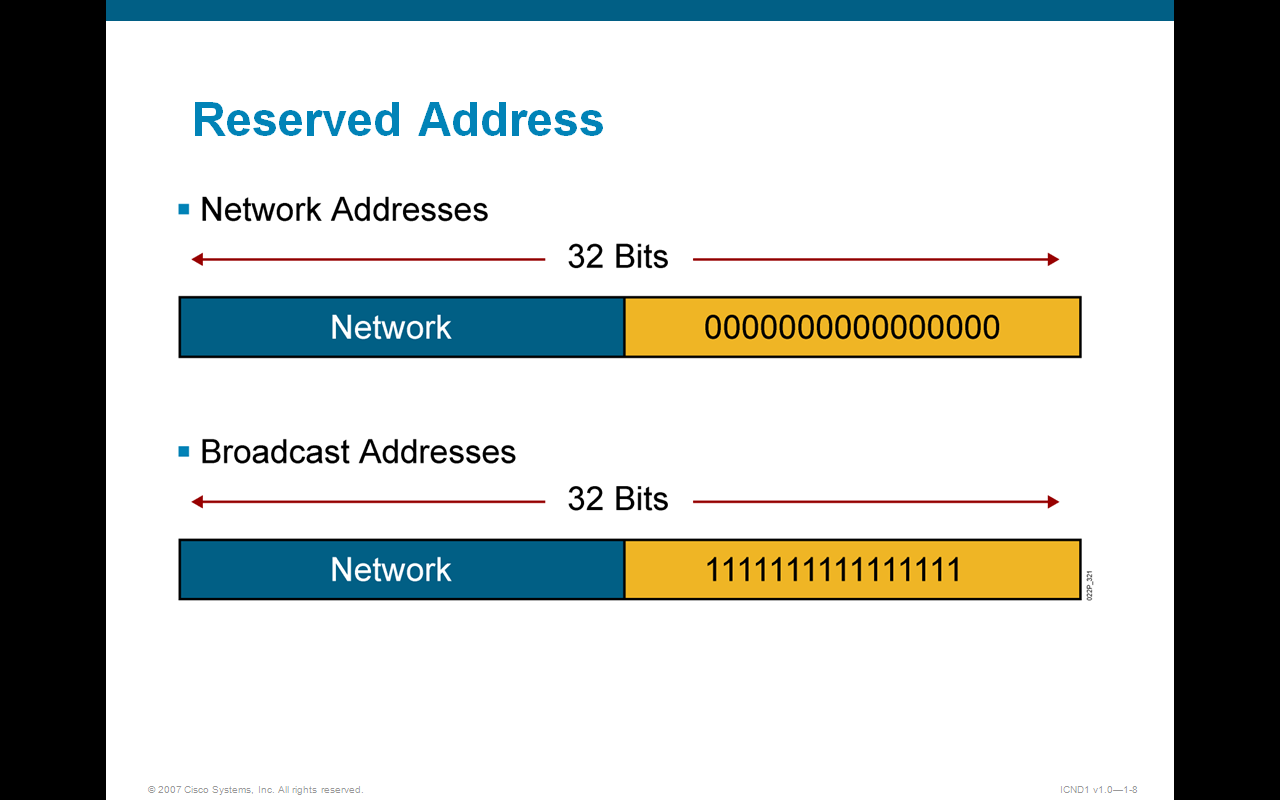 Reserved Address
Network Addresses
32 Bits
Network 0000000000000000
Broadcast Addresses
32 Bits
Network 1111111111111111
022P_321
© 2007 Cisco Systems, Inc. All rights reserved. ICND1 v1.0—1-8